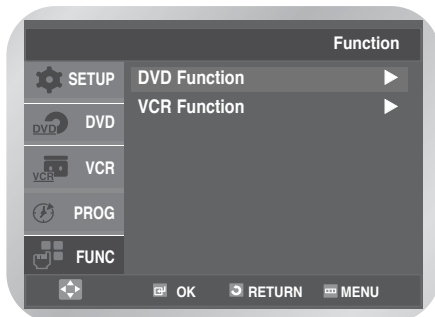 Function
SETUP
DVD Function
VCR Function
DVD DVD
VCR VCR
PROG
FUNC
OK RETURN MENU